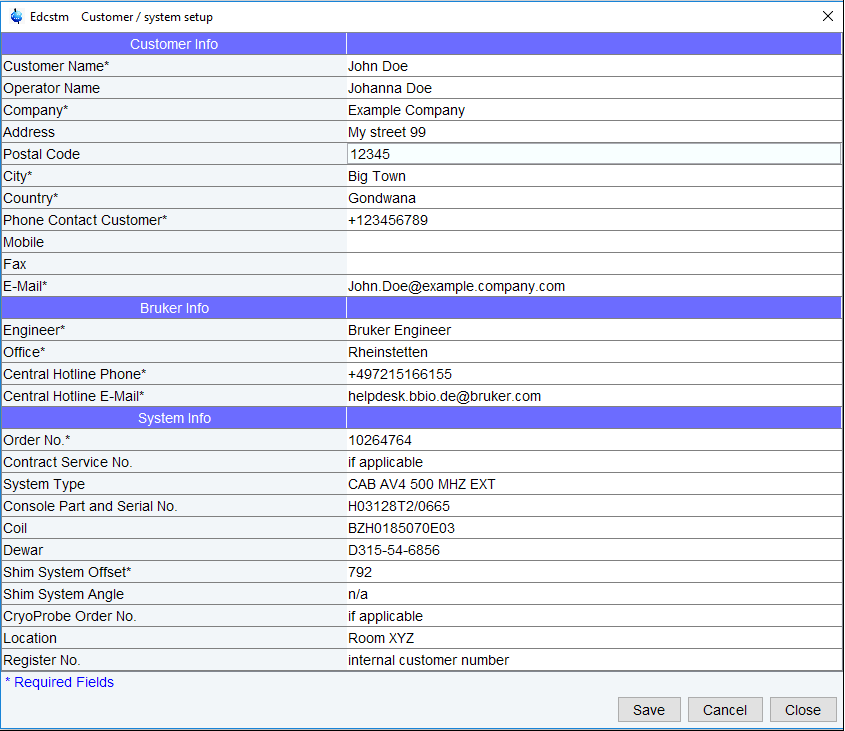 Edcstm Customer / system setup
Customer Info
Customer Name* John Doe
Operator Name Johanna Doe
Company* Example Company
Address My street 99
Postal Code 12345
City* Big Town
Country* Gondwana
Phone Contact Customer* +123456789
Mobile
Fax
E-Mail* John.Doe@example.company.com
Bruker Info
Engineer* Bruker Engineer
Office* Rheinstetten
Central Hotline Phone* +497215166155
Central Hotline E-Mail* helpdesk.bbio.de@bruker.com
System Info
Order No.* 10264764
Contract Service No. if applicable
System Type CAB AV4 500 MHZ EXT
Console Part and Serial No. H03128T2/0665
Coil BZH0185070E03
Dewar D315-54-6856
Shim System Offset* 792
Shim System Angle n/a
CryoProbe Order No. if applicable
Location Room XYZ
Register No. internal customer number
* Required Fields
Save Cancel Close